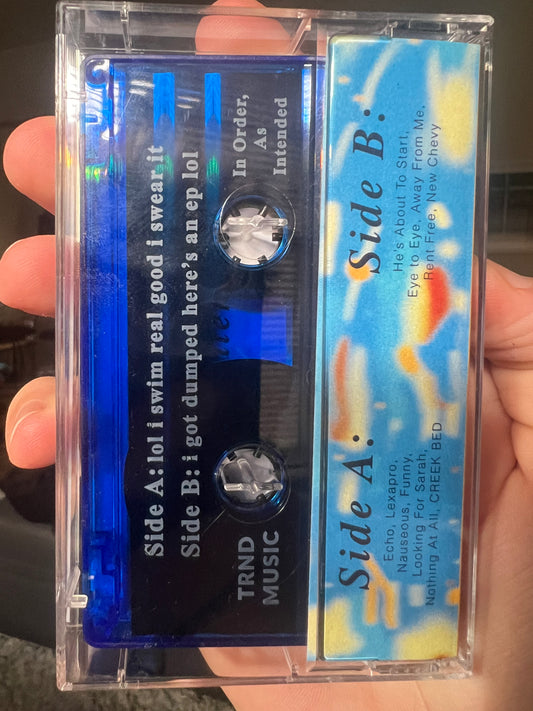 Side A: lol i swim real good i swear it
Side B: i got dumped here's an ep lol
TRND
MUSIC
In Order,
As
Intended
Side A:
Echo, Lexapro,
Nauseous, Funny,
Looking For Sarah,
Nothing At All, CREEK BED
Side B:
He's About To Start,
Eye to Eye, Away From Me,
Rent Free, New Chevy